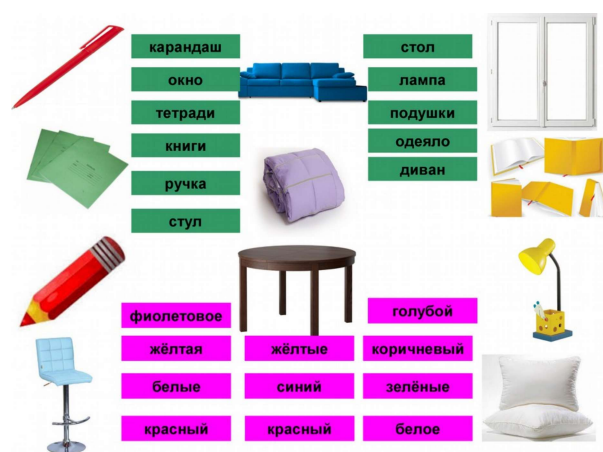 карандаш
окно
тетради
книги
ручка
стул
стол
лампа
подушки
одеяло
диван
фиолетовое
голубой
жёлтая
жёлтые
коричневый
белые
синий
зелёные
красный
красный
белое